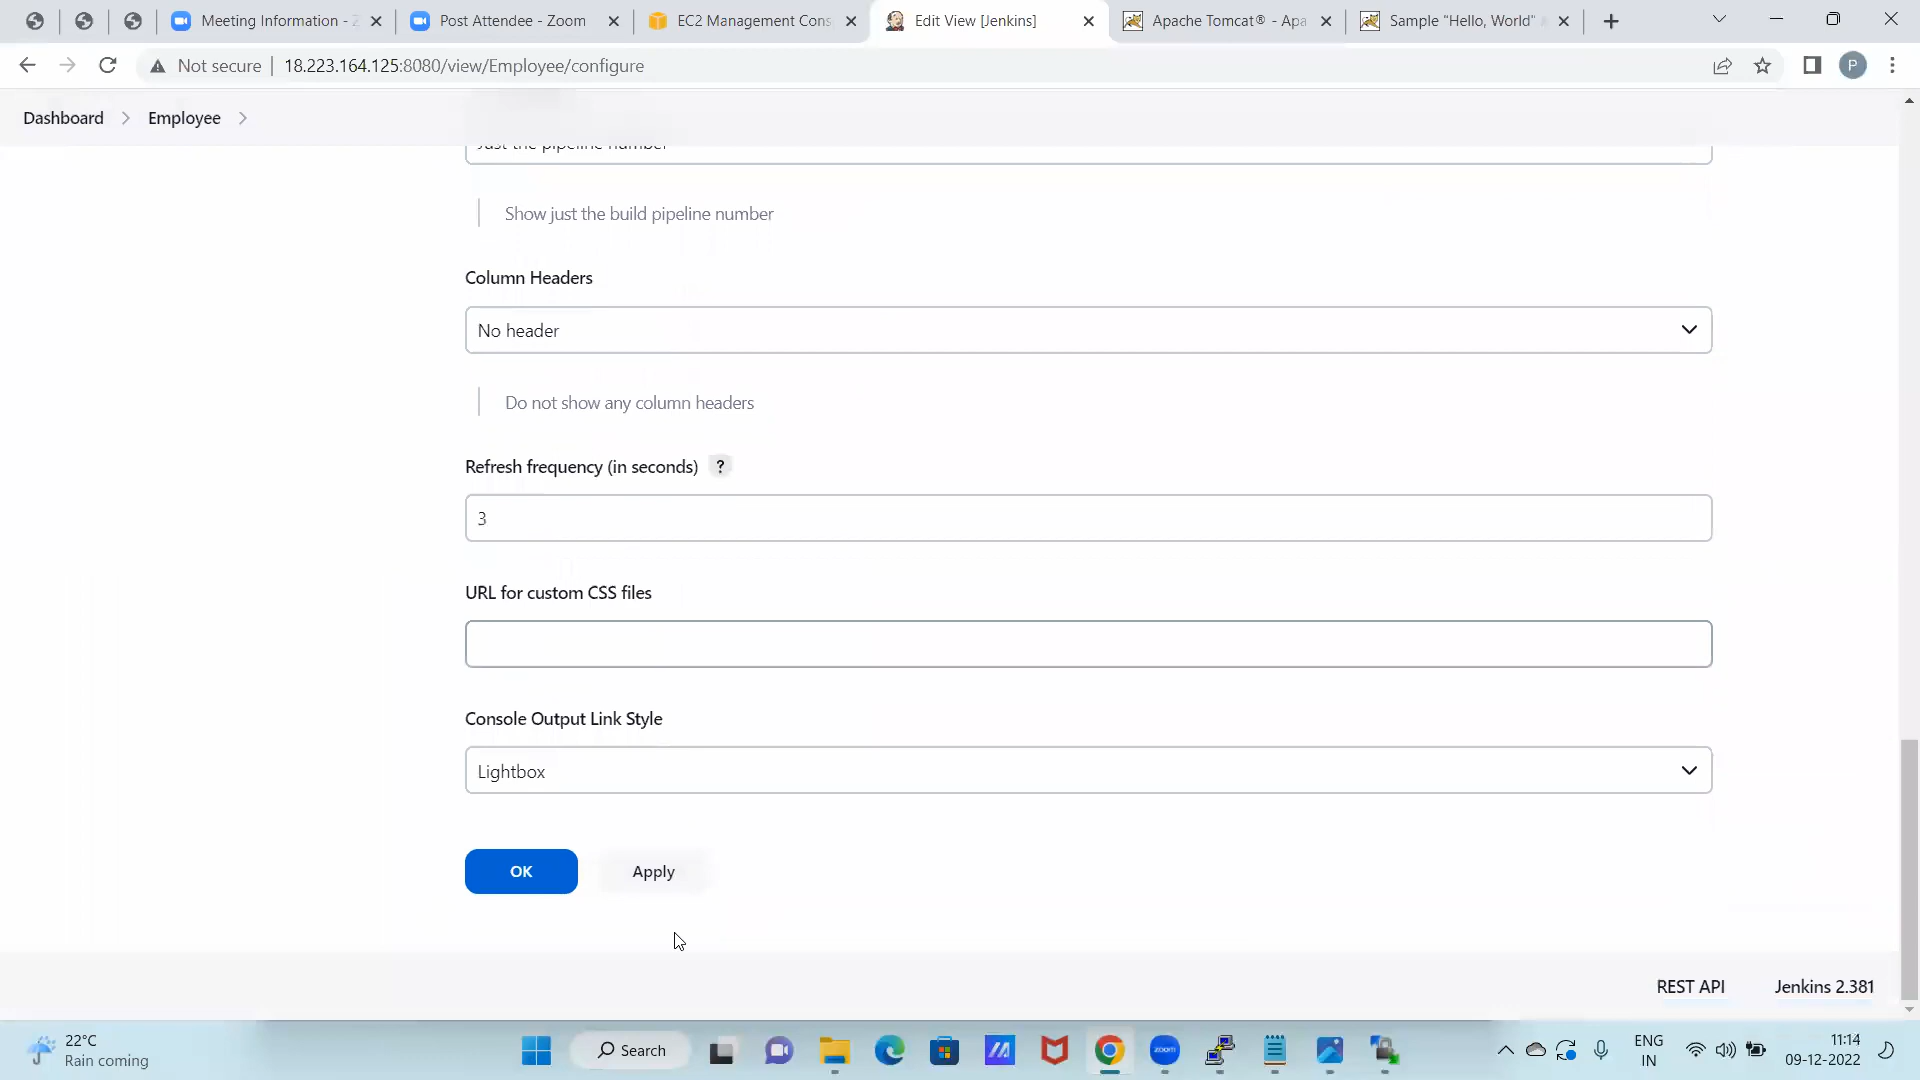 Meeting Information - Z
Post Attendee - Zoom
EC2 Management Cons
Edit View [Jenkins]
Apache Tomcat® - Apa
Sample "Hello, World"
Not secure
18.223.164.125:8080/view/Employee/configure
P
Dashboard
Employee
Just the pipeline number
Show just the build pipeline number
Column Headers
No header
Do not show any column headers
Refresh frequency (in seconds) ?
3
URL for custom CSS files
Console Output Link Style
Lightbox
OK
Apply
REST API
Jenkins 2.381
22°C
Rain coming
Search
zoom
ENG
IN
11:14
09-12-2022